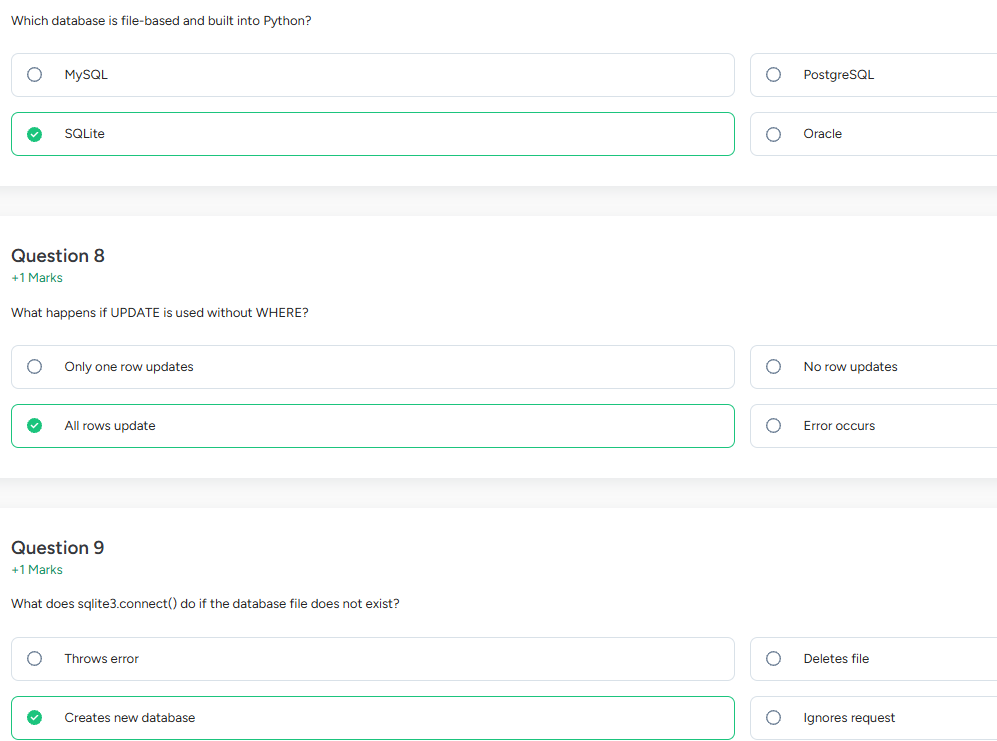 Which database is file-based and built into Python?
MySQL
PostgreSQL
SQLite
Oracle
Question 8
+1 Marks
What happens if UPDATE is used without WHERE?
Only one row updates
No row updates
All rows update
Error occurs
Question 9
+1 Marks
What does sqlite3.connect() do if the database file does not exist?
Throws error
Deletes file
Creates new database
Ignores request